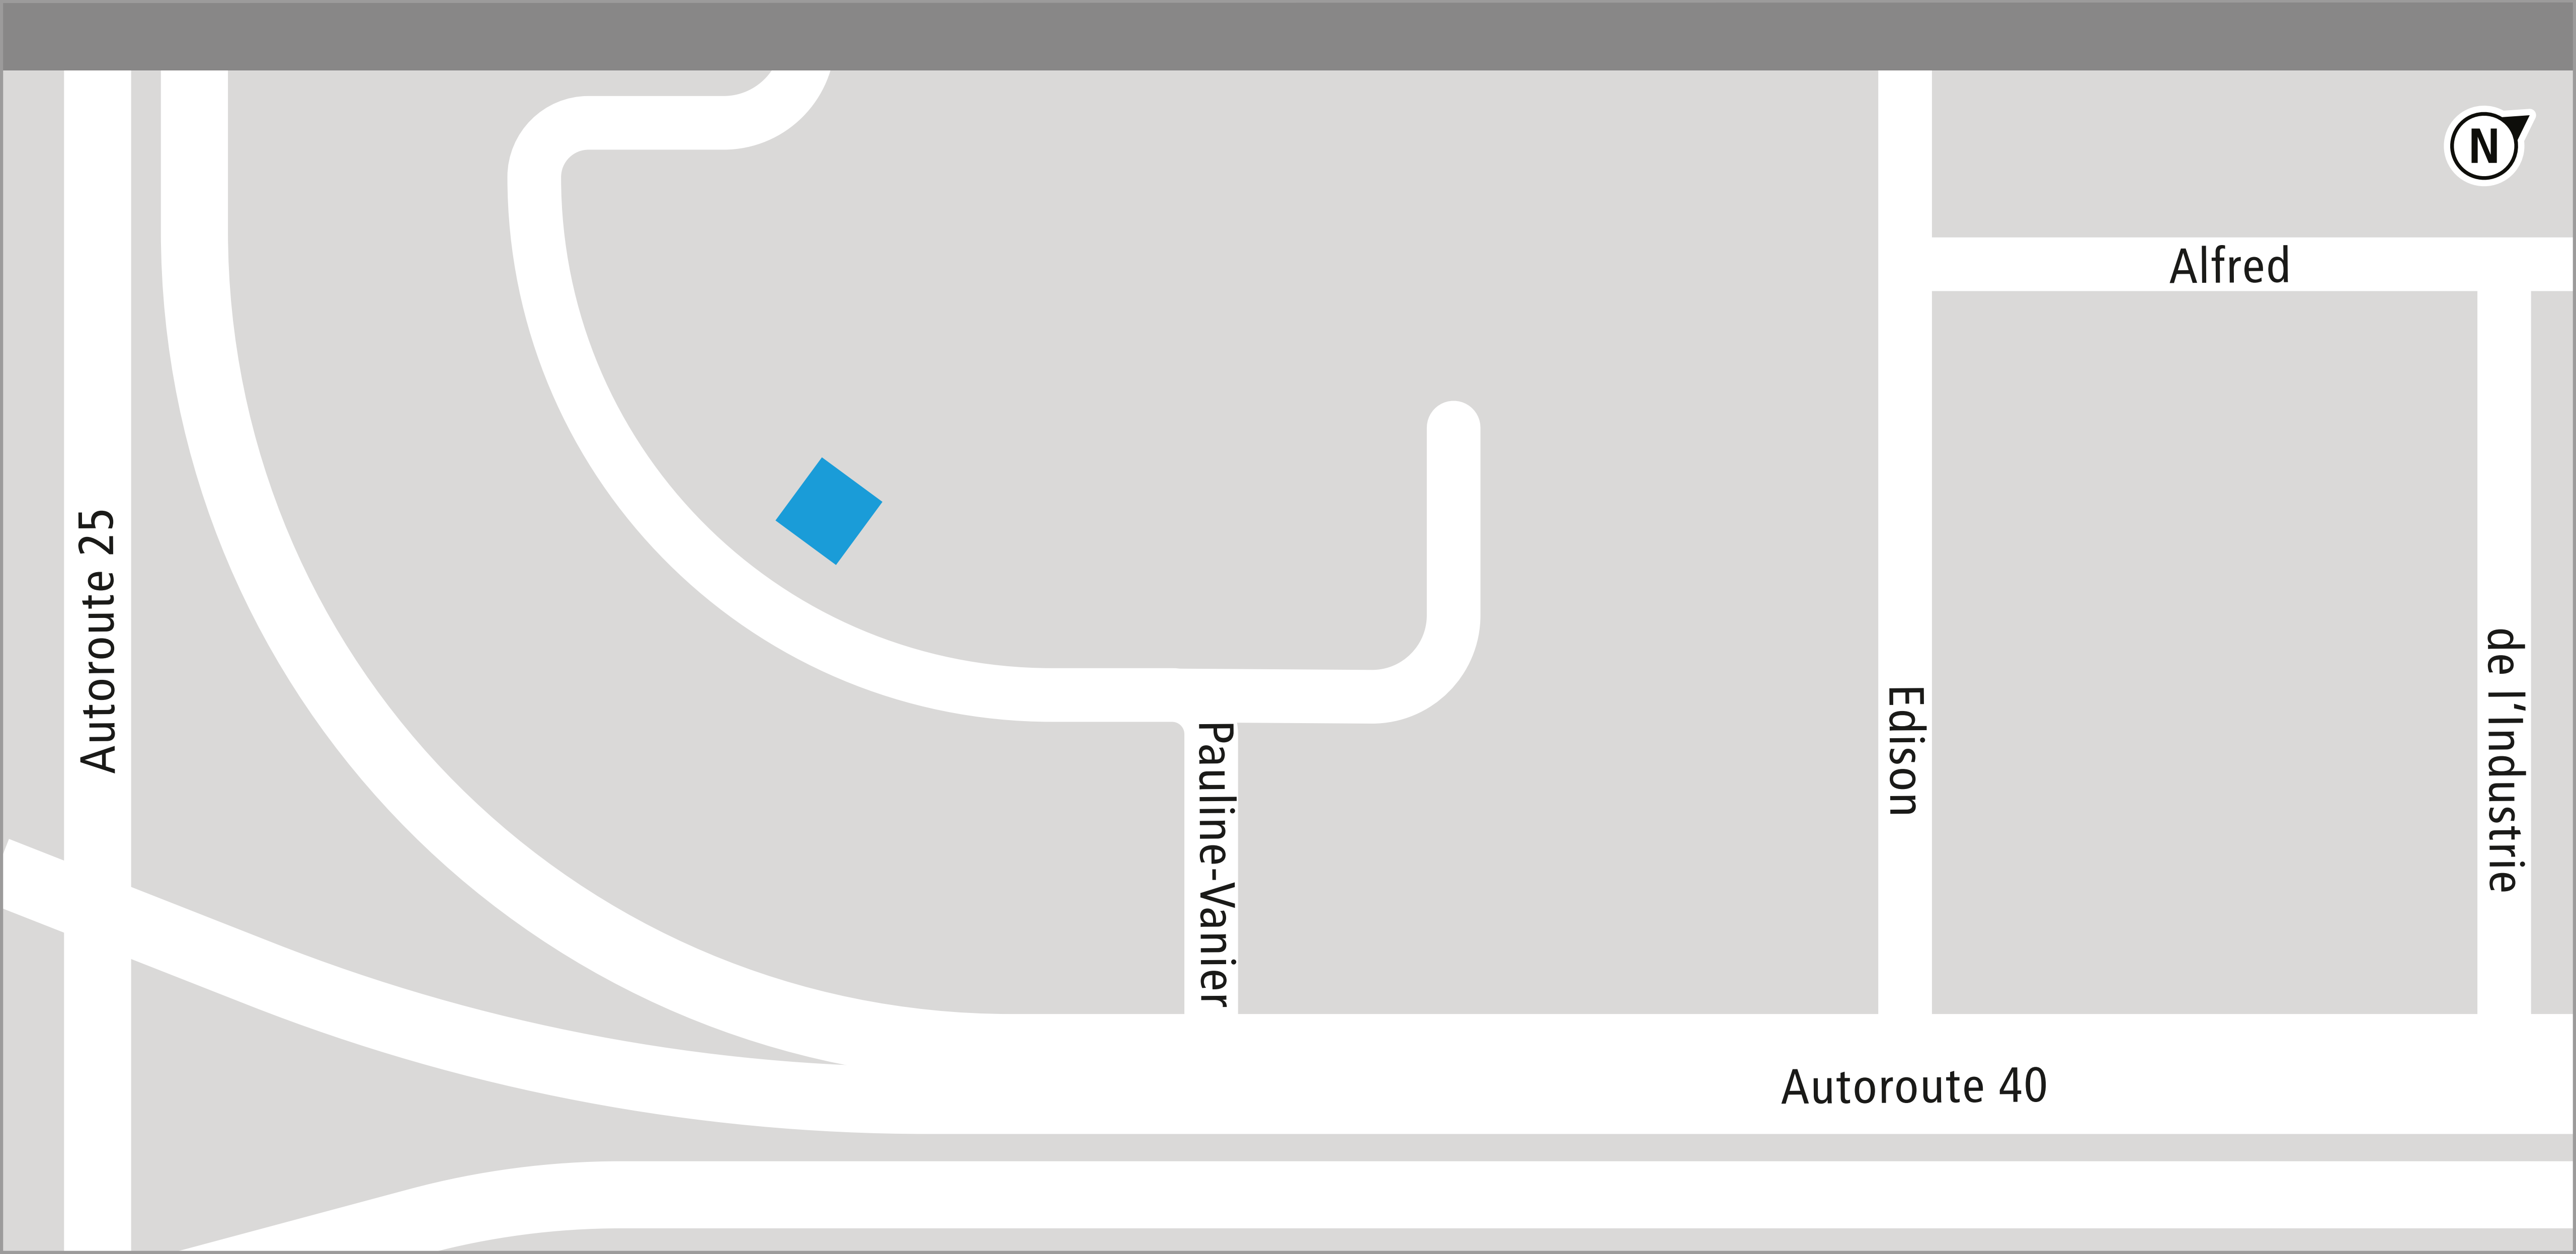 N
Alfred
Autoroute 25
de l’Industrie
Edison
Pauline-Vanier
Autoroute 40